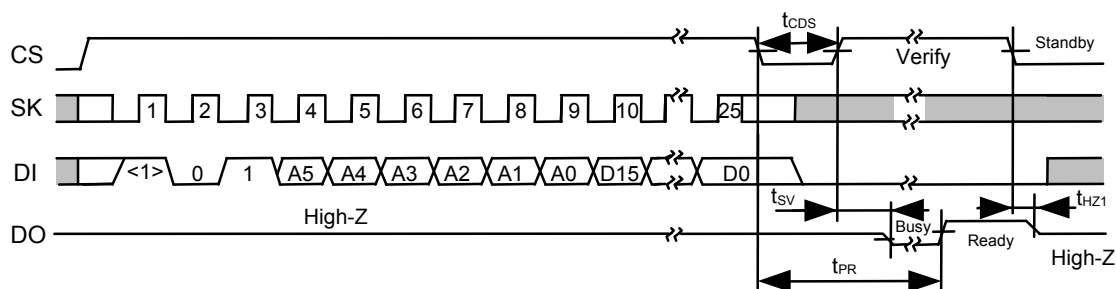 tCDS
CS Verify Standby
SK 1 2 3 4 5 6 7 8 9 10 25
DI <1> 0 1 A5 A4 A3 A2 A1 A0 D15 D0
tSV tHZ1
High-Z Busy Ready
DO High-Z
tPR